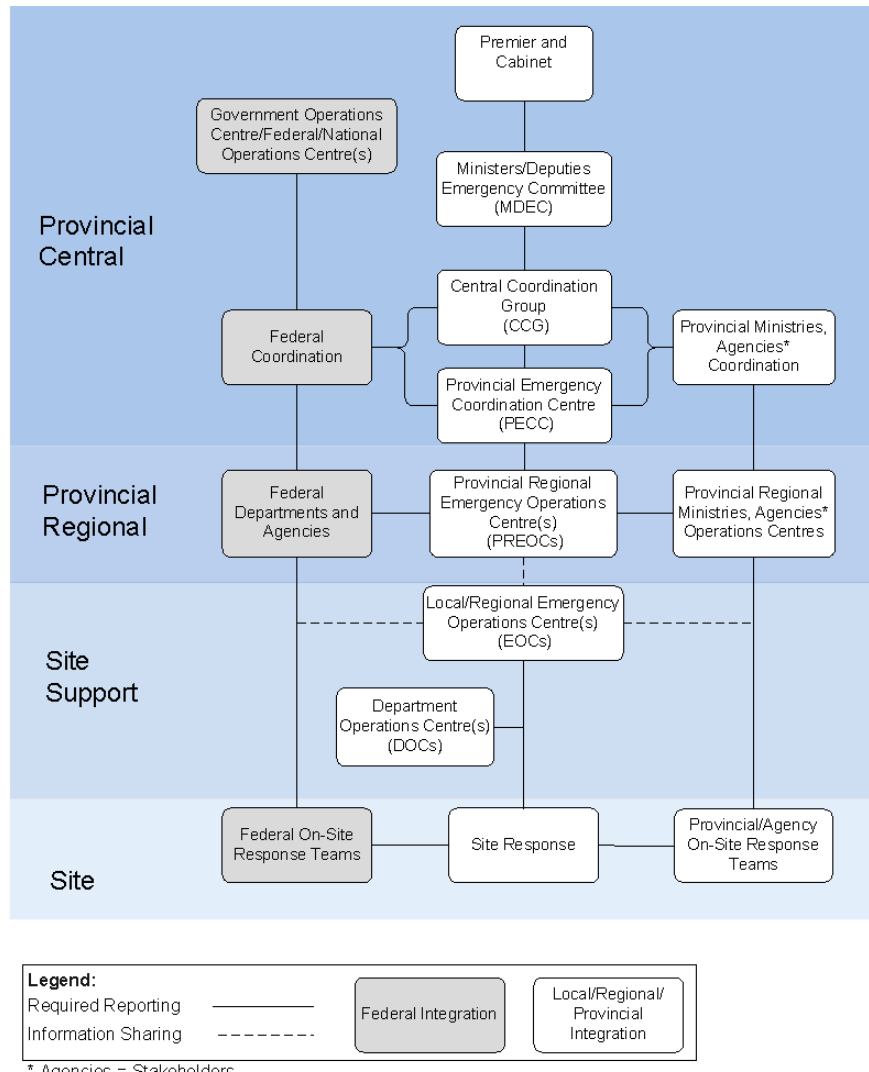 Premier and
Cabinet
Government Operations
Centre/Federal/National
Operations Centre(s)
Ministers/Deputies
Emergency Committee
(MDEC)
Provincial
Central
Central Coordination
Group
(CCG)
Federal
Coordination
Provincial Ministries,
Agencies*
Coordination
Provincial Emergency
Coordination Centre
(PECC)
Provincial
Regional
Federal
Departments and
Agencies
Provincial Regional
Emergency Operations
Centre(s)
(PREOCs)
Provincial Regional
Ministries, Agencies*
Operations Centres
Local/Regional Emergency
Operations Centre(s)
(EOCs)
Site
Support
Department
Operations Centre(s)
(DOCs)
Site
Federal On-Site
Response Teams
Site Response
Provincial/Agency
On-Site Response
Teams
Legend:
Required Reporting
Information Sharing
Federal Integration
Local/Regional/
Provincial
Integration
* Agencies = Stakeholders